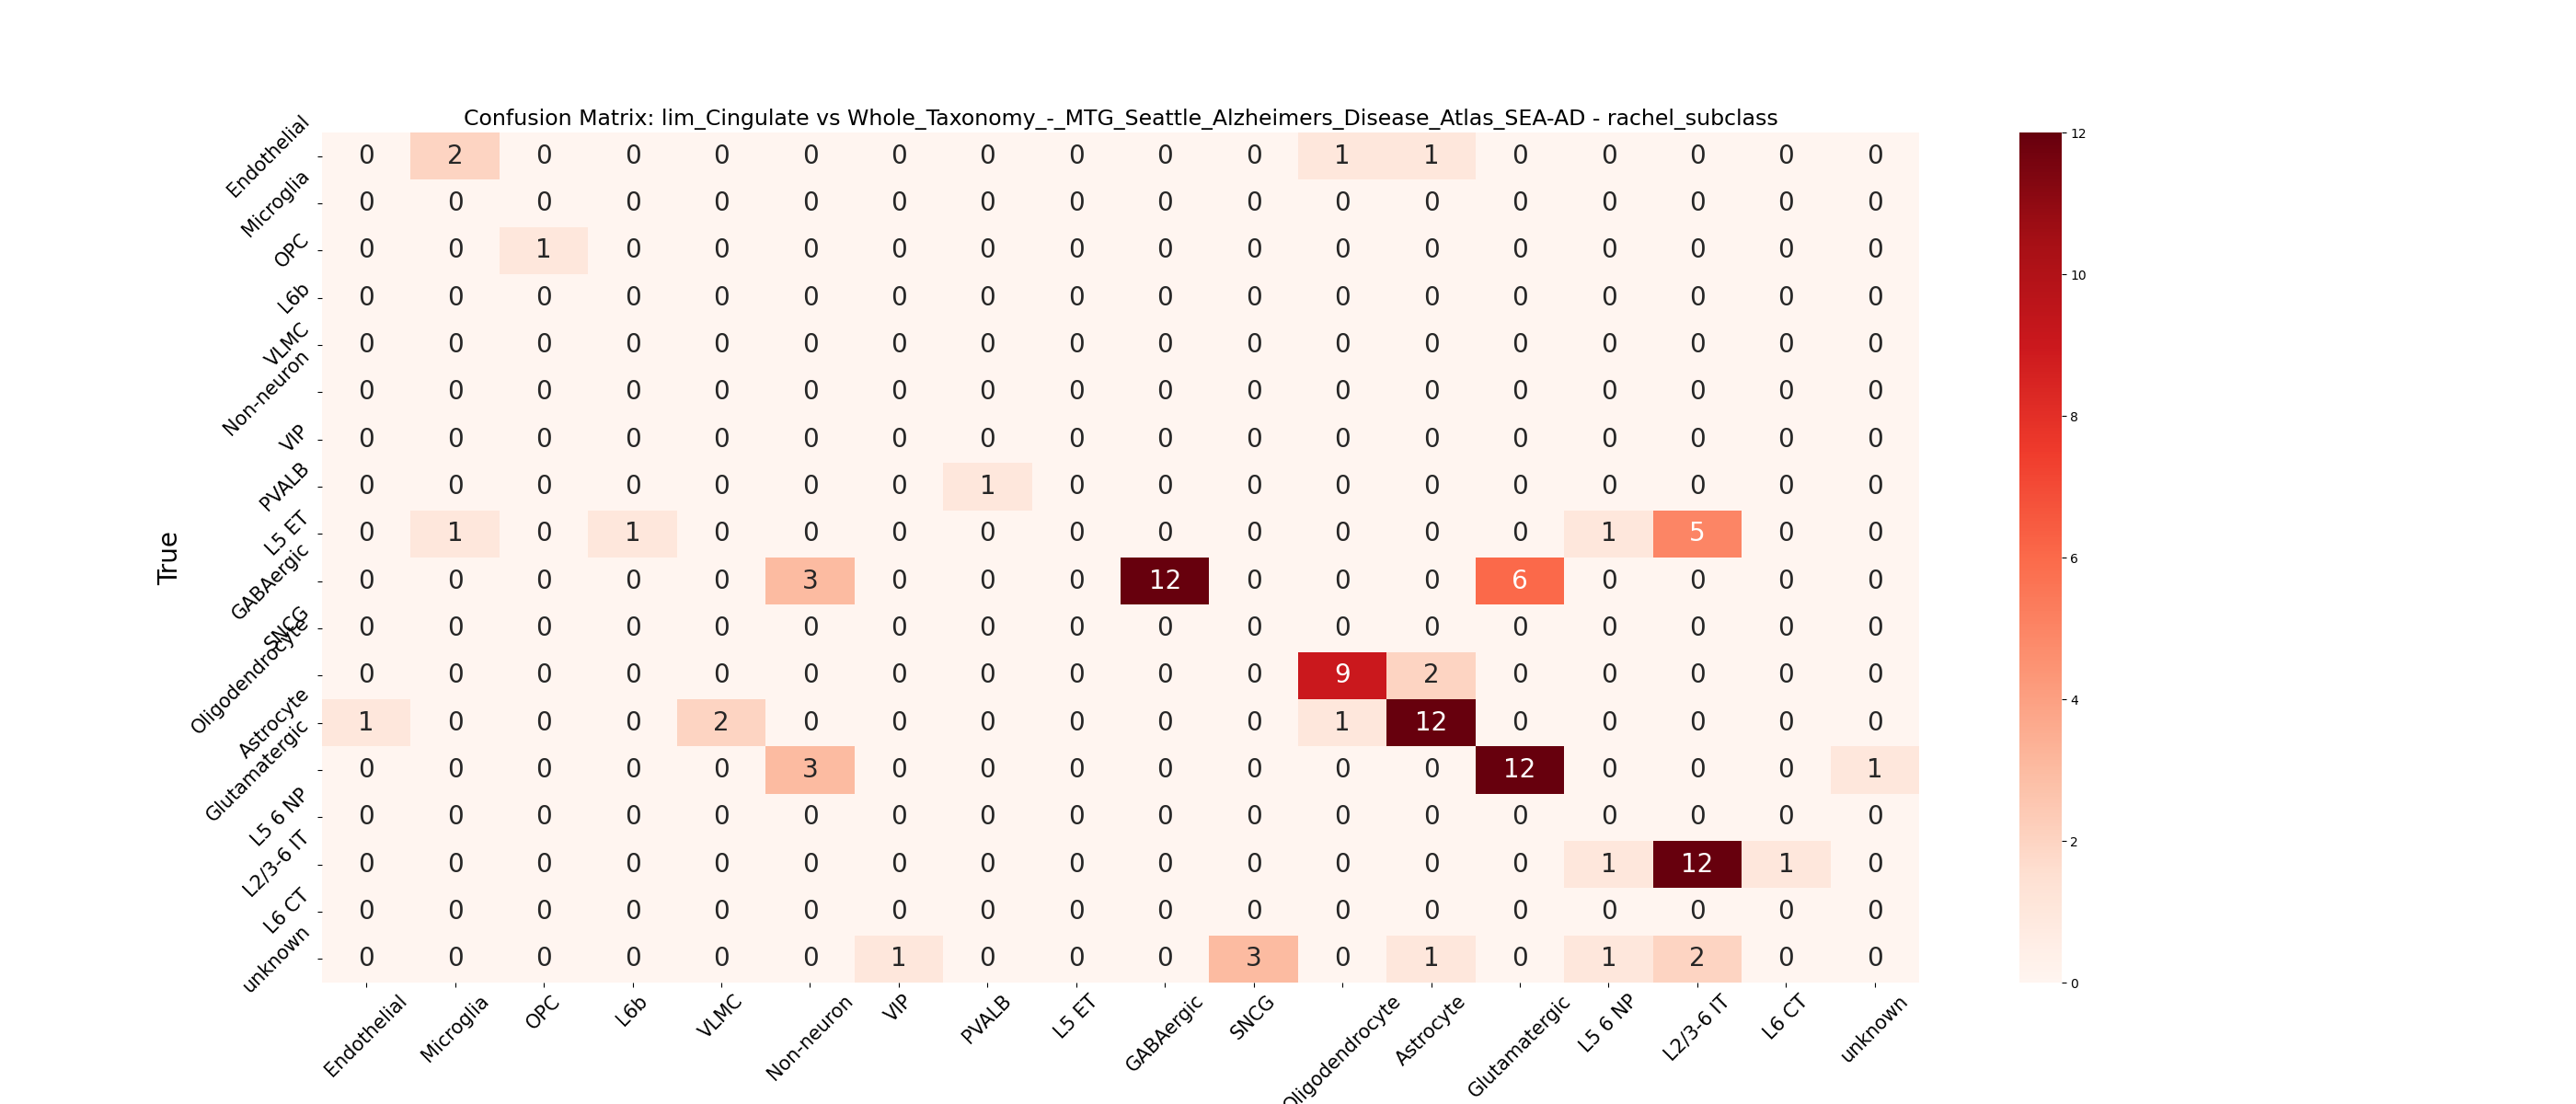 Confusion Matrix: lim_Cingulate vs Whole_Taxonomy_-_MTG_Seattle_Alzheimers_Disease_Atlas_SEA-AD - rachel_subclass
True
Endothelial 0 2 0 0 0 0 0 0 0 0 0 1 1 0 0 0 0 0
Microglia 0 0 0 0 0 0 0 0 0 0 0 0 0 0 0 0 0 0
OPC 0 0 1 0 0 0 0 0 0 0 0 0 0 0 0 0 0 0
L6b 0 0 0 0 0 0 0 0 0 0 0 0 0 0 0 0 0 0
VLMC 0 0 0 0 0 0 0 0 0 0 0 0 0 0 0 0 0 0
Non-neuron 0 0 0 0 0 0 0 0 0 0 0 0 0 0 0 0 0 0
VIP 0 0 0 0 0 0 0 0 0 0 0 0 0 0 0 0 0 0
PVALB 0 0 0 0 0 0 0 1 0 0 0 0 0 0 0 0 0 0
L5 ET 0 1 0 1 0 0 0 0 0 0 0 0 0 0 1 5 0 0
GABAergic 0 0 0 0 0 3 0 0 0 12 0 0 0 6 0 0 0 0
SNCG 0 0 0 0 0 0 0 0 0 0 0 0 0 0 0 0 0 0
Oligodendrocyte 0 0 0 0 0 0 0 0 0 0 0 9 2 0 0 0 0 0
Astrocyte 1 0 0 0 2 0 0 0 0 0 0 1 12 0 0 0 0 0
Glutamatergic 0 0 0 0 0 3 0 0 0 0 0 0 0 12 0 0 0 1
L5 6 NP 0 0 0 0 0 0 0 0 0 0 0 0 0 0 0 0 0 0
L2/3-6 IT 0 0 0 0 0 0 0 0 0 0 0 0 0 0 1 12 1 0
L6 CT 0 0 0 0 0 0 0 0 0 0 0 0 0 0 0 0 0 0
unknown 0 0 0 0 0 0 1 0 0 0 3 0 1 0 1 2 0 0
Endothelial Microglia OPC L6b VLMC Non-neuron VIP PVALB L5 ET GABAergic SNCG Oligodendrocyte Astrocyte Glutamatergic L5 6 NP L2/3-6 IT L6 CT unknown
12
10
8
6
4
2
0